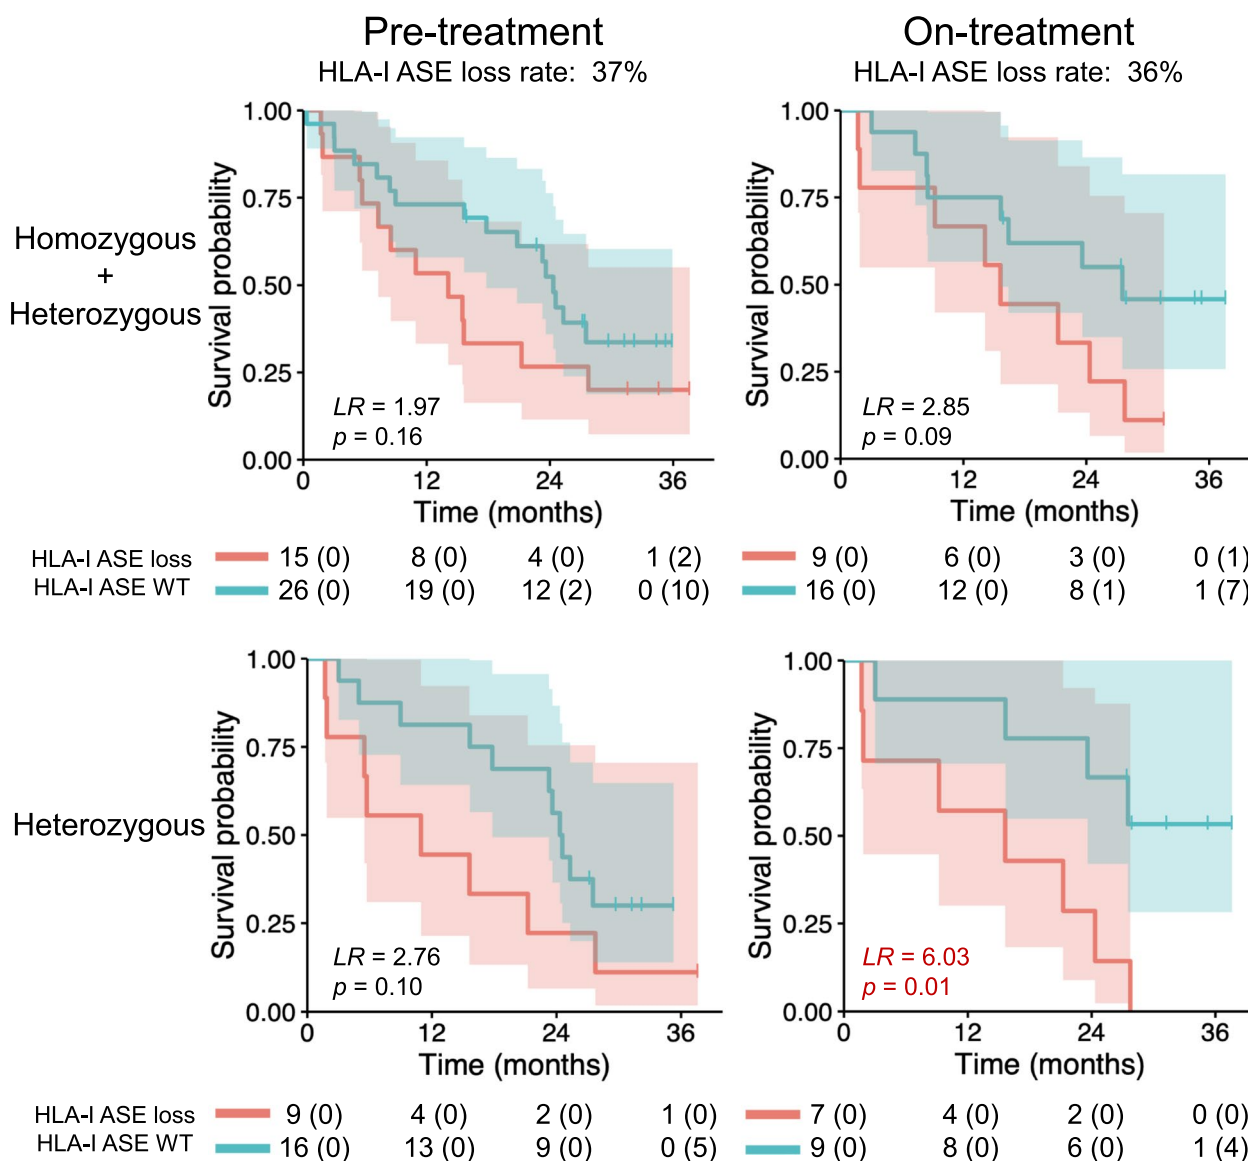 Pre-treatment
HLA-I ASE loss rate: 37%
On-treatment
HLA-I ASE loss rate: 36%
Homozygous
+
Heterozygous
Survival probability
1.00
0.75
0.50
0.25
0.00
LR = 1.97
p = 0.16
0 12 24 36
Time (months)
Survival probability
1.00
0.75
0.50
0.25
0.00
LR = 2.85
p = 0.09
0 12 24 36
Time (months)
HLA-I ASE loss 15 (0) 8 (0) 4 (0) 1 (2) 9 (0) 6 (0) 3 (0) 0 (1)
HLA-I ASE WT 26 (0) 19 (0) 12 (2) 0 (10) 16 (0) 12 (0) 8 (1) 1 (7)
Heterozygous
Survival probability
1.00
0.75
0.50
0.25
0.00
LR = 2.76
p = 0.10
0 12 24 36
Time (months)
Survival probability
1.00
0.75
0.50
0.25
0.00
LR = 6.03
p = 0.01
0 12 24 36
Time (months)
HLA-I ASE loss 9 (0) 4 (0) 2 (0) 1 (0) 7 (0) 4 (0) 2 (0) 0 (0)
HLA-I ASE WT 16 (0) 13 (0) 9 (0) 0 (5) 9 (0) 8 (0) 6 (0) 1 (4)